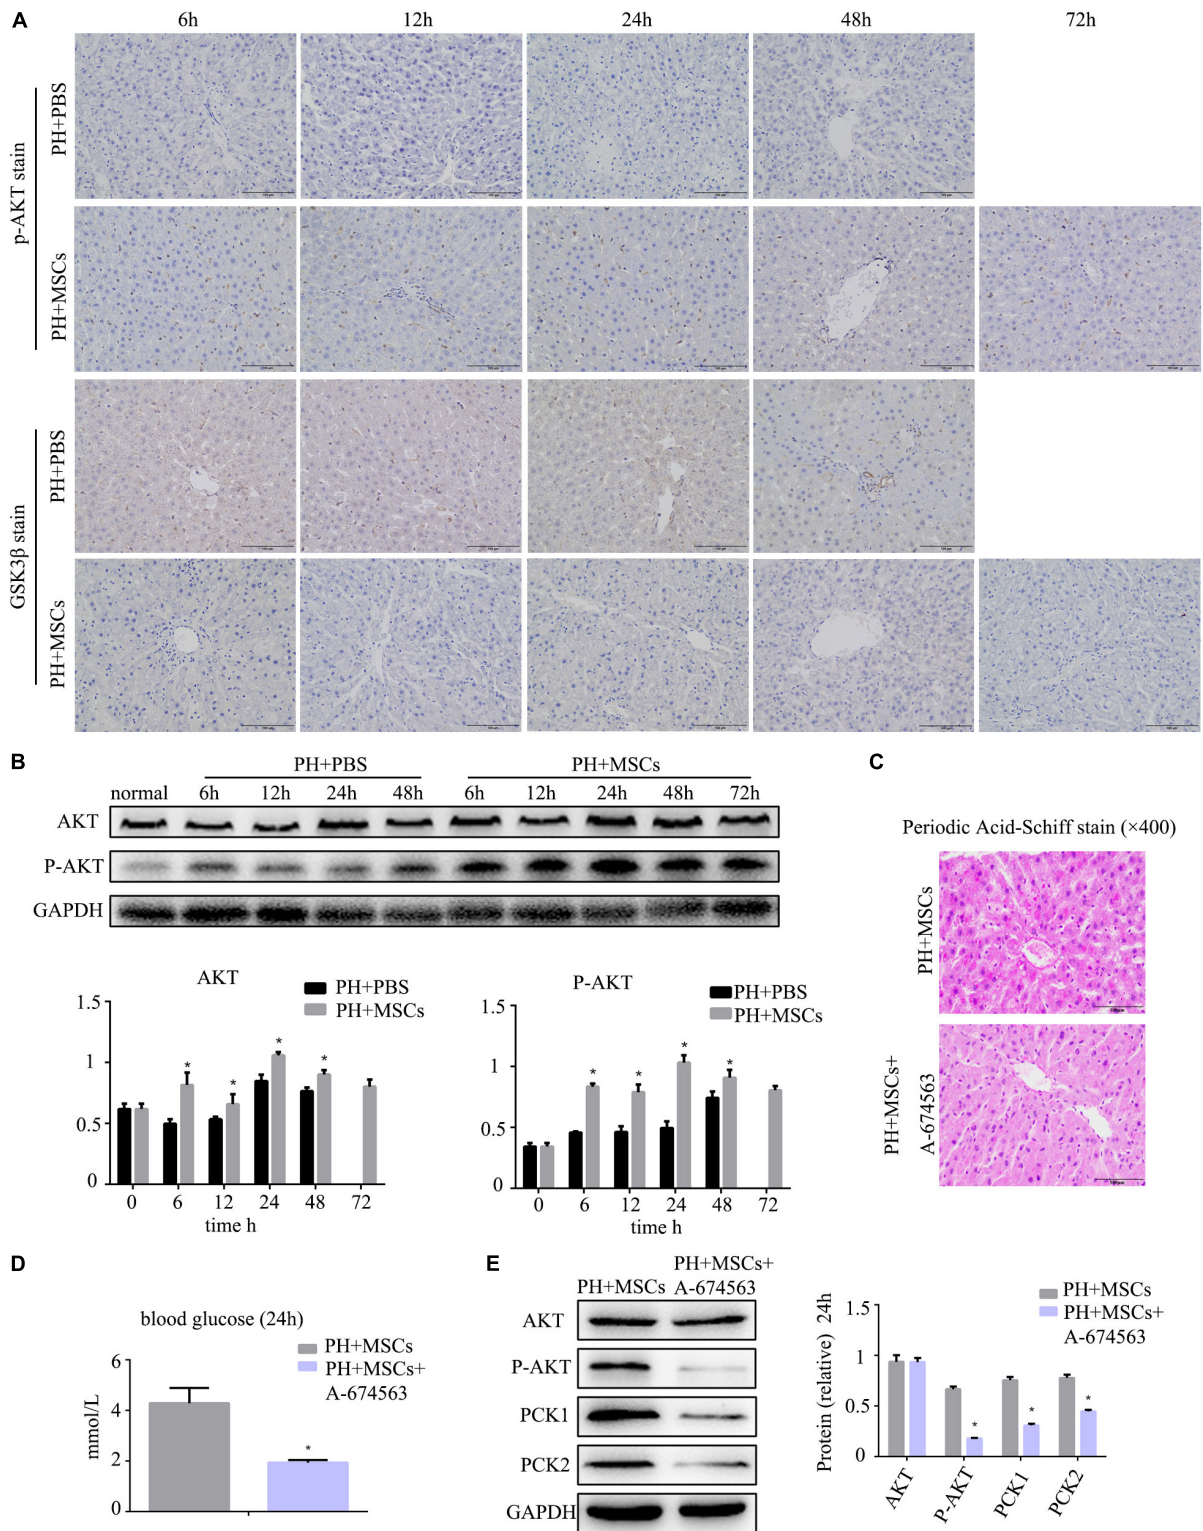 A
6h 12h 24h 48h 72h
p-AKT stain
PH+PBS
PH+MSCs
GSK3β stain
PH+PBS
PH+MSCs
B
PH+PBS PH+MSCs
normal 6h 12h 24h 48h 6h 12h 24h 48h 72h
AKT
P-AKT
GAPDH
AKT
PH+PBS
PH+MSCs
1.5
1
0.5
0
* * * *
0 6 12 24 48 72
time h
P-AKT
PH+PBS
PH+MSCs
1.5
1
0.5
0
* * * *
0 6 12 24 48 72
time h
C
Periodic Acid-Schiff stain (×400)
PH+MSCs
PH+MSCs+
A-674563
D
blood glucose (24h)
PH+MSCs
PH+MSCs+
A-674563
mmol/L
6
4
2
0
*
E
PH+MSCs PH+MSCs+
A-674563
AKT
P-AKT
PCK1
PCK2
GAPDH
PH+MSCs
PH+MSCs+
A-674563
Protein (relative) 24h
1.5
1
0.5
0
* * *
AKT P-AKT PCK1 PCK2